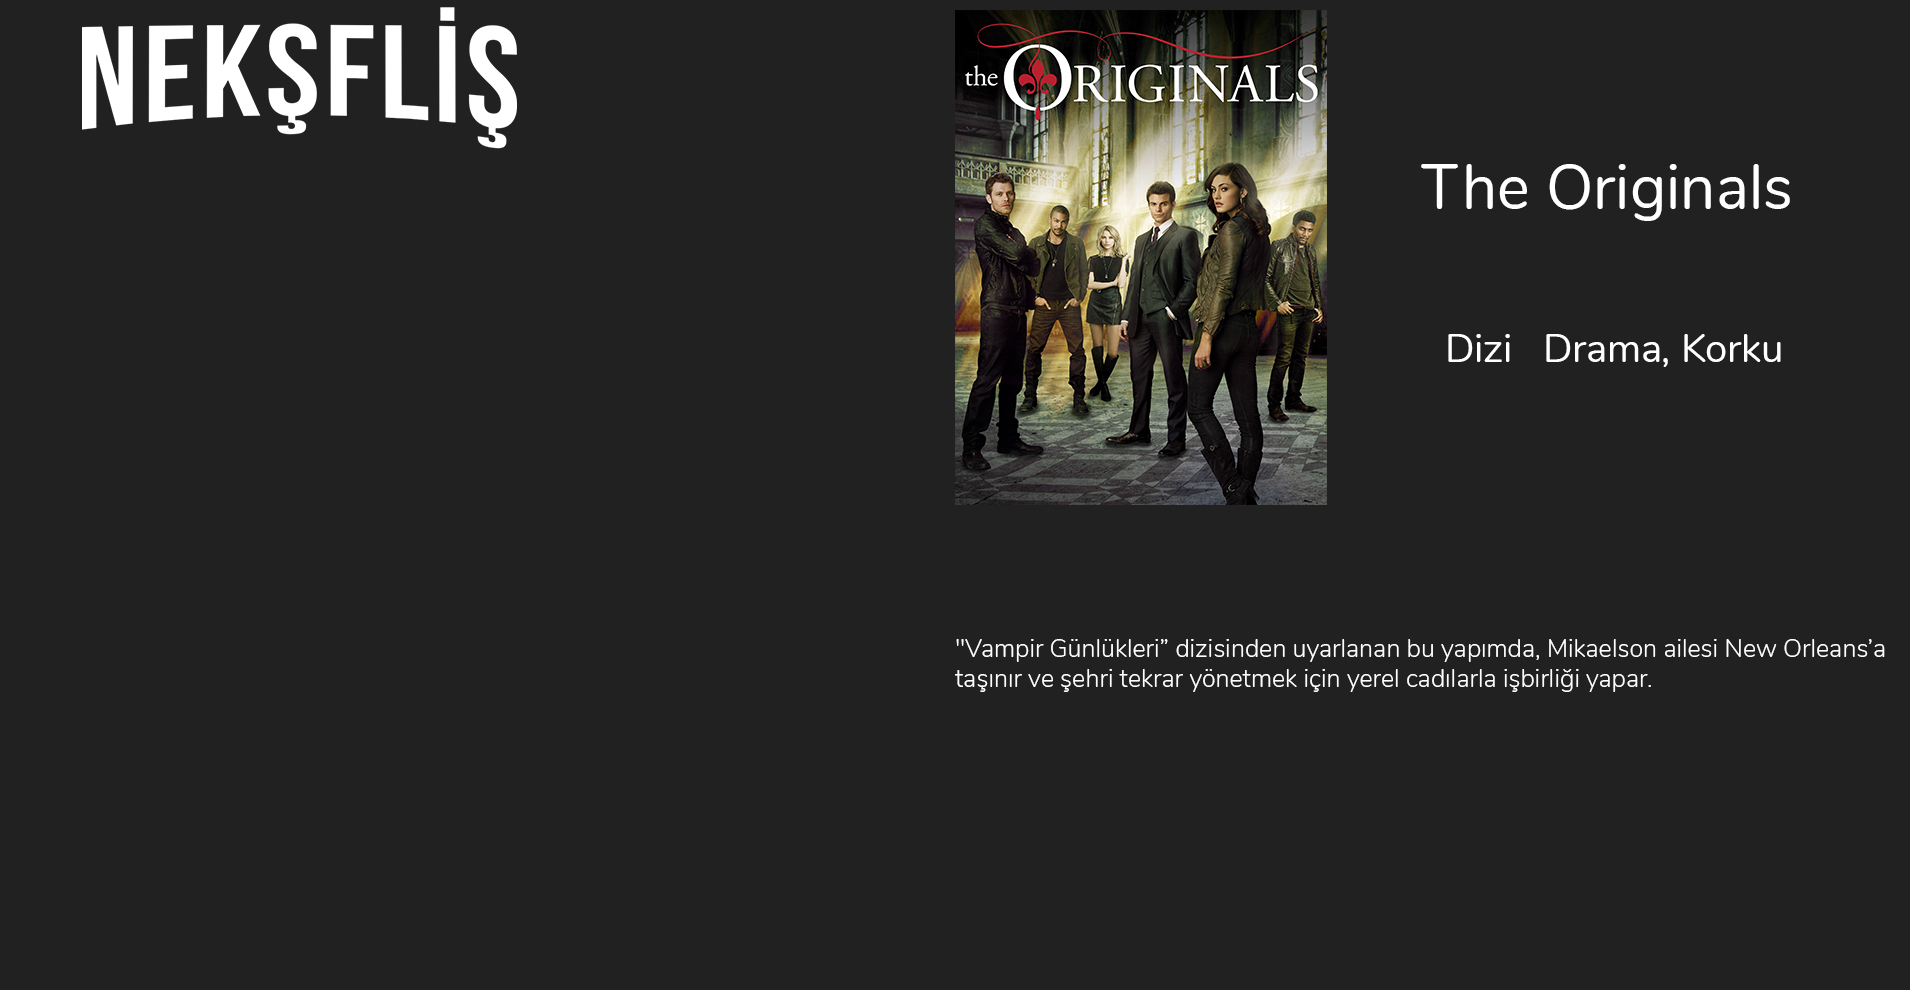 NEKŞFLİŞ
the ORIGINALS
The Originals
Dizi Drama, Korku
"Vampir Günlükleri” dizisinden uyarlanan bu yapımda, Mikaelson ailesi New Orleans’a
taşınır ve şehri tekrar yönetmek için yerel cadılarla işbirliği yapar.